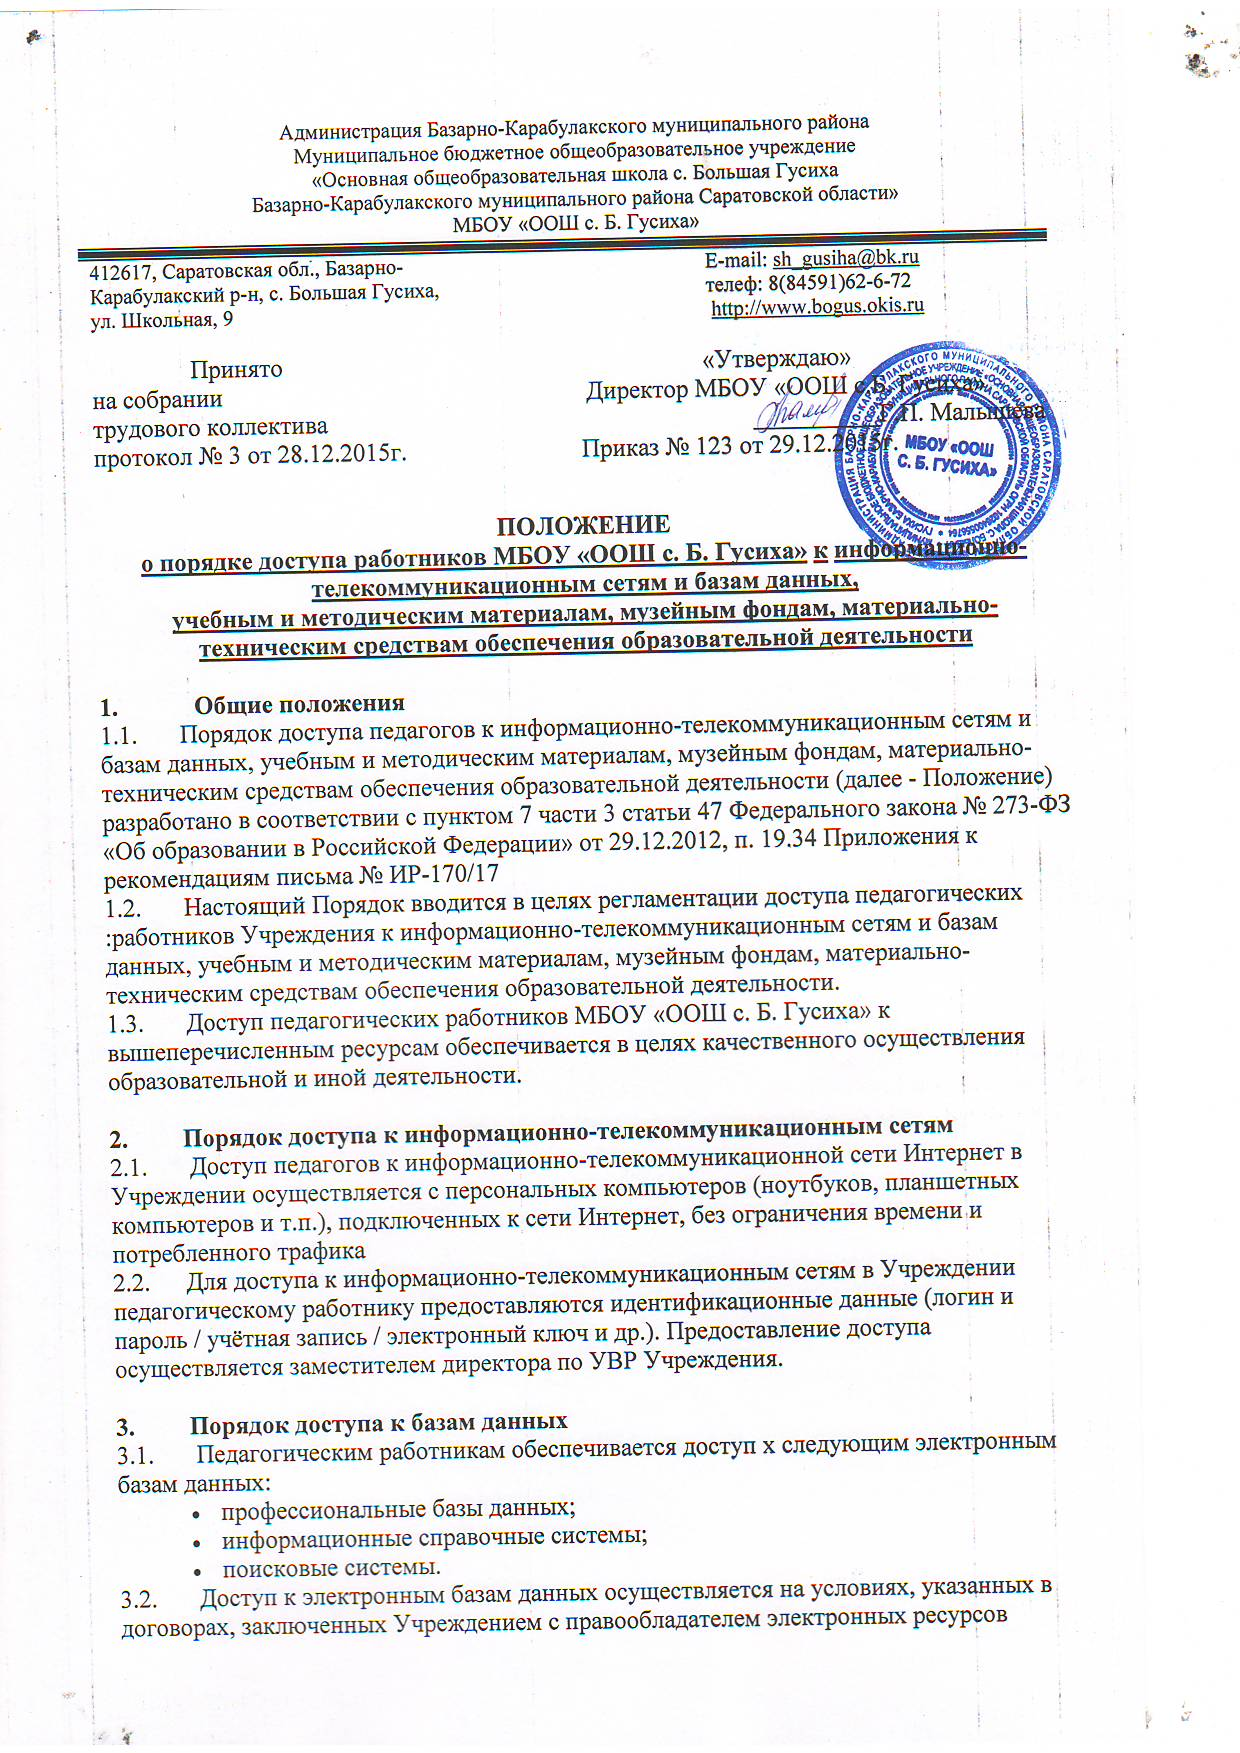 Администрация Базарно-Карабулакского муниципального района
Муниципальное бюджетное общеобразовательное учреждение
«Основная общеобразовательная школа с. Большая Гусиха
Базарно-Карабулакского муниципального района Саратовской области»
МБОУ «ООШ с. Б. Гусиха»
412617, Саратовская обл., Базарно-
Карабулакский р-н, с. Большая Гусиха,
ул. Школьная, 9
E-mail: sh_gusiha@bk.ru
телеф: 8(84591)62-6-72
http://www.bogus.okis.ru
Принято
на собрании
трудового коллектива
протокол № 3 от 28.12.2015г.
«Утверждаю»
Директор МБОУ «ООШ с.Б. Гусиха»
Г.П. Малышева
Приказ № 123 от 29.12.2015г.
МБОУ «ООШ
С. Б. ГУСИХА»
ПОЛОЖЕНИЕ
о порядке доступа работников МБОУ «ООШ с. Б. Гусиха» к информационно-
телекоммуникационным сетям и базам данных,
учебным и методическим материалам, музейным фондам, материально-
техническим средствам обеспечения образовательной деятельности
1. Общие положения
1.1. Порядок доступа педагогов к информационно-телекоммуникационным сетям и
базам данных, учебным и методическим материалам, музейным фондам, материально-
техническим средствам обеспечения образовательной деятельности (далее - Положение)
разработано в соответствии с пунктом 7 части 3 статьи 47 Федерального закона № 273-ФЗ
«Об образовании в Российской Федерации» от 29.12.2012, п. 19.34 Приложения к
рекомендациям письма № ИР-170/17
1.2. Настоящий Порядок вводится в целях регламентации доступа педагогических
:работников Учреждения к информационно-телекоммуникационным сетям и базам
данных, учебным и методическим материалам, музейным фондам, материально-
техническим средствам обеспечения образовательной деятельности.
1.3. Доступ педагогических работников МБОУ «ООШ с. Б. Гусиха» к
вышеперечисленным ресурсам обеспечивается в целях качественного осуществления
образовательной и иной деятельности.
2. Порядок доступа к информационно-телекоммуникационным сетям
2.1. Доступ педагогов к информационно-телекоммуникационной сети Интернет в
Учреждении осуществляется с персональных компьютеров (ноутбуков, планшетных
компьютеров и т.п.), подключенных к сети Интернет, без ограничения времени и
потребленного трафика
2.2. Для доступа к информационно-телекоммуникационным сетям в Учреждении
педагогическому работнику предоставляются идентификационные данные (логин и
пароль / учётная запись / электронный ключ и др.). Предоставление доступа
осуществляется заместителем директора по УВР Учреждения.
3. Порядок доступа к базам данных
3.1. Педагогическим работникам обеспечивается доступ х следующим электронным
базам данных:
• профессиональные базы данных;
• информационные справочные системы;
• поисковые системы.
3.2. Доступ к электронным базам данных осуществляется на условиях, указанных в
договорах, заключенных Учреждением с правообладателем электронных ресурсов